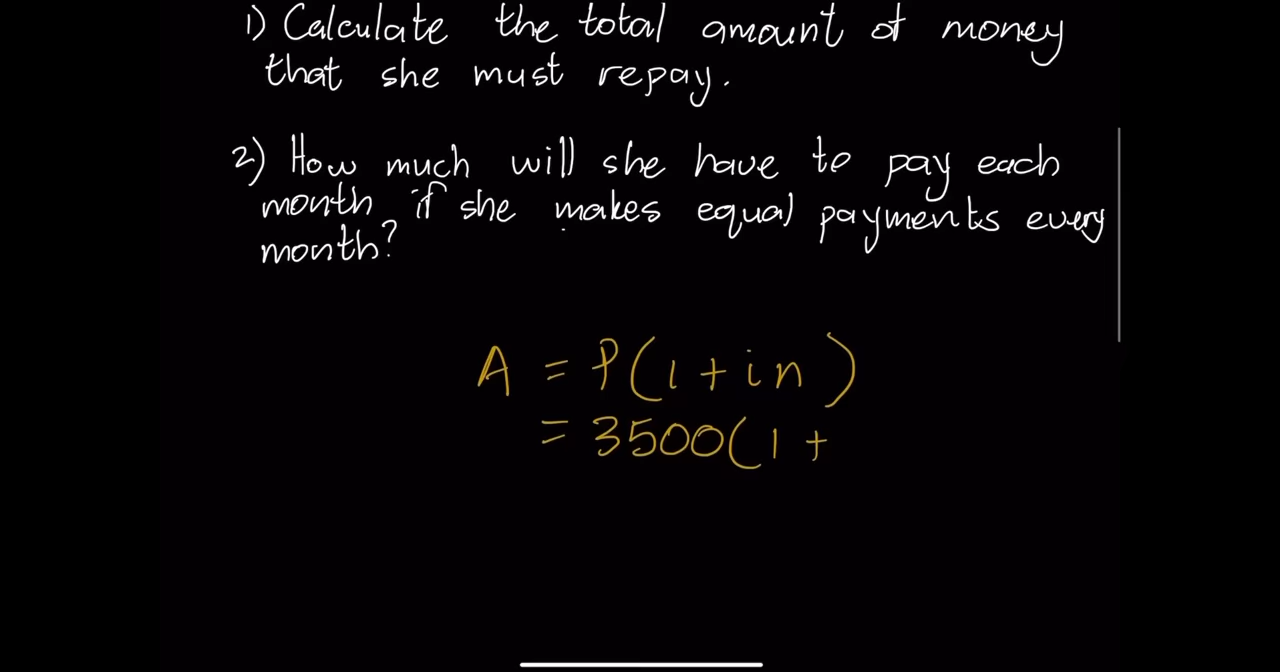 1) Calculate the total amount of money
that she must repay.
2) How much will she have to pay each
month if she makes equal payments every
month?
A = P(1 + in)
= 3500(1 +